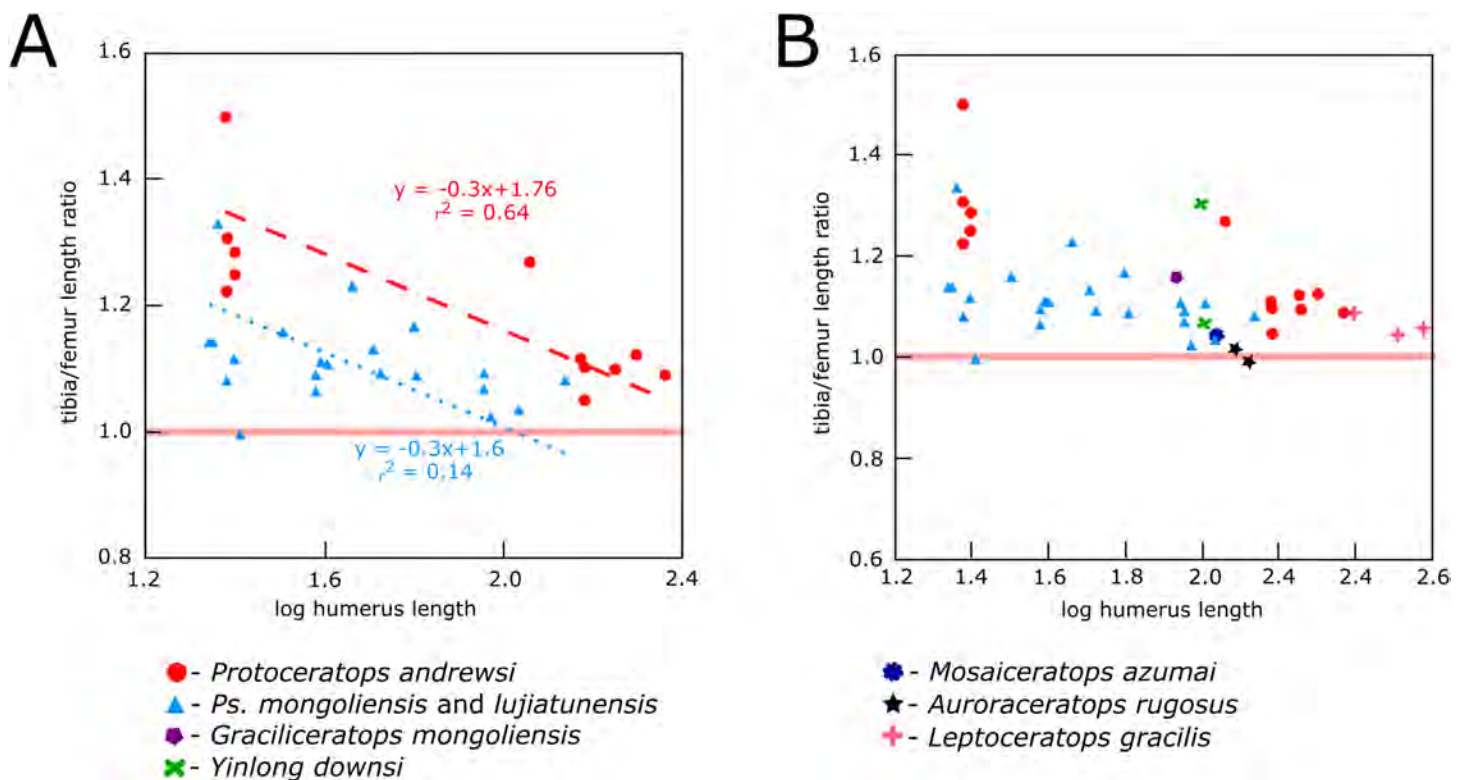 A
B
tibia/femur length ratio
1.6
1.4
1.2
1.0
0.8
y = -0.3x+1.76
r2 = 0.64
y = -0.3x+1.6
r2 = 0.14
1.2
1.6
2.0
2.4
log humerus length
tibia/femur length ratio
1.6
1.4
1.2
1.0
0.8
0.6
1.2
1.4
1.6
1.8
2.0
2.2
2.4
2.6
log humerus length
- Protoceratops andrewsi
- Ps. mongoliensis and lujiatunensis
- Graciliceratops mongoliensis
- Yinlong downsi
- Mosaiceratops azumai
- Auroraceratops rugosus
- Leptoceratops gracilis